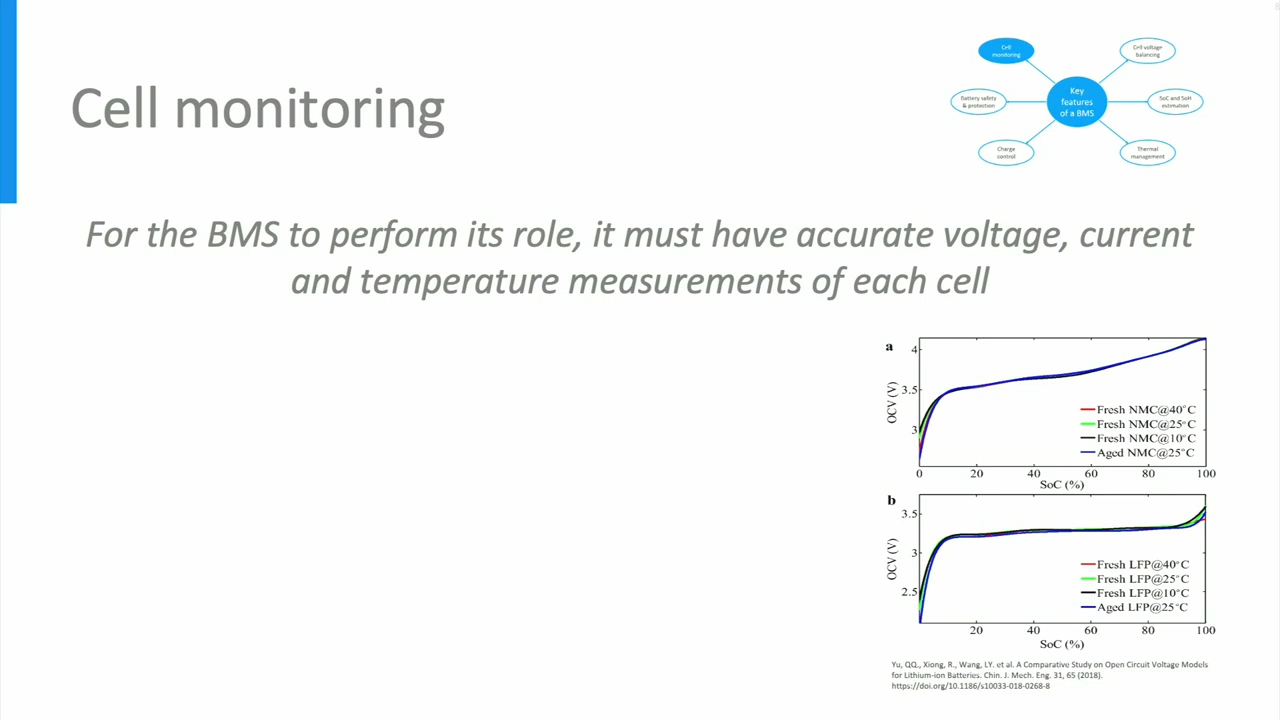 Cell monitoring
Cell
monitoring
Cell voltage
balancing
Battery safety
& protection
Key
features
of a BMS
SoC and SoH
estimation
Charge
control
Thermal
management
For the BMS to perform its role, it must have accurate voltage, current
and temperature measurements of each cell
a
4
3.5
3
OCV (V)
Fresh NMC@40°C
Fresh NMC@25°C
Fresh NMC@10°C
Aged NMC@25°C
0 20 40 60 80 100
SoC (%)
b
3.5
3
2.5
OCV (V)
Fresh LFP@40°C
Fresh LFP@25°C
Fresh LFP@10°C
Aged LFP@25°C
20 40 60 80 100
SoC (%)
Yu, QQ., Xiong, R., Wang, LY. et al. A Comparative Study on Open Circuit Voltage Models
for Lithium-ion Batteries. Chin. J. Mech. Eng. 31, 65 (2018).
https://doi.org/10.1186/s10033-018-0268-8